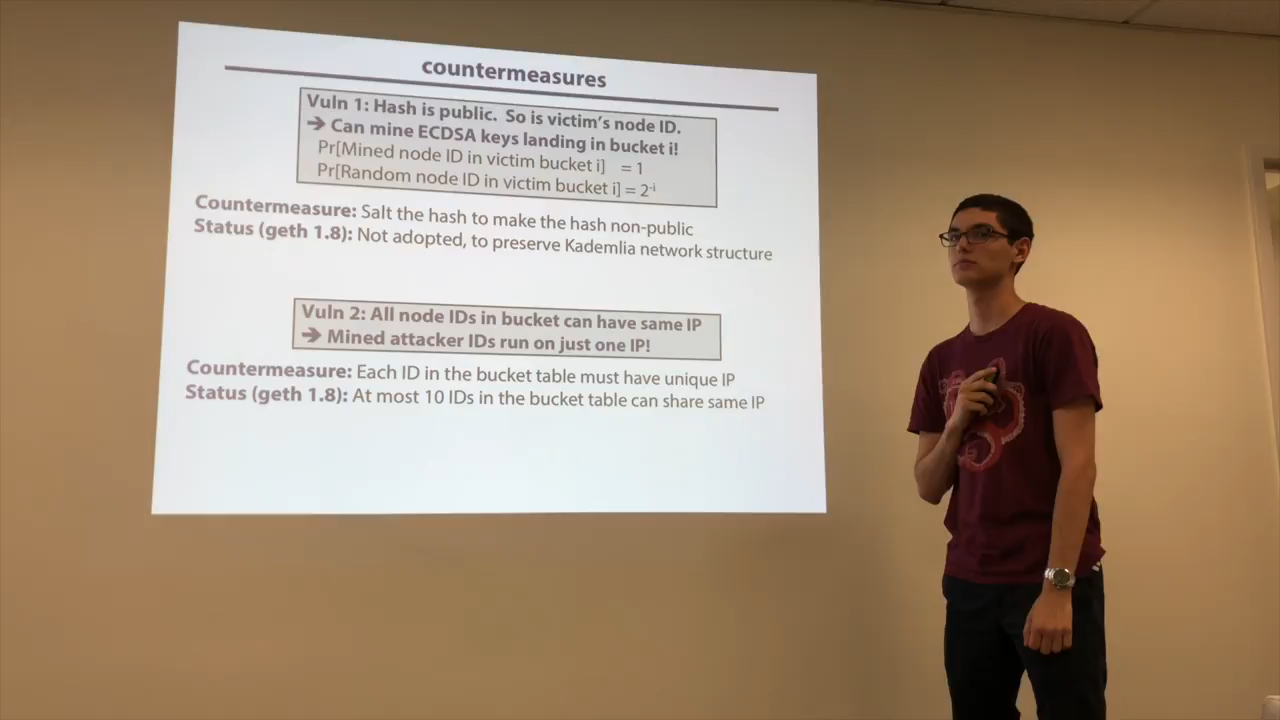 countermeasures
Vuln 1: Hash is public. So is victim's node ID.
➔ Can mine ECDSA keys landing in bucket i!
Pr[Mined node ID in victim bucket i] = 1
Pr[Random node ID in victim bucket i] = 2⁻ⁱ
Countermeasure: Salt the hash to make the hash non-public
Status (geth 1.8): Not adopted, to preserve Kademlia network structure
Vuln 2: All node IDs in bucket can have same IP
➔ Mined attacker IDs run on just one IP!
Countermeasure: Each ID in the bucket table must have unique IP
Status (geth 1.8): At most 10 IDs in the bucket table can share same IP